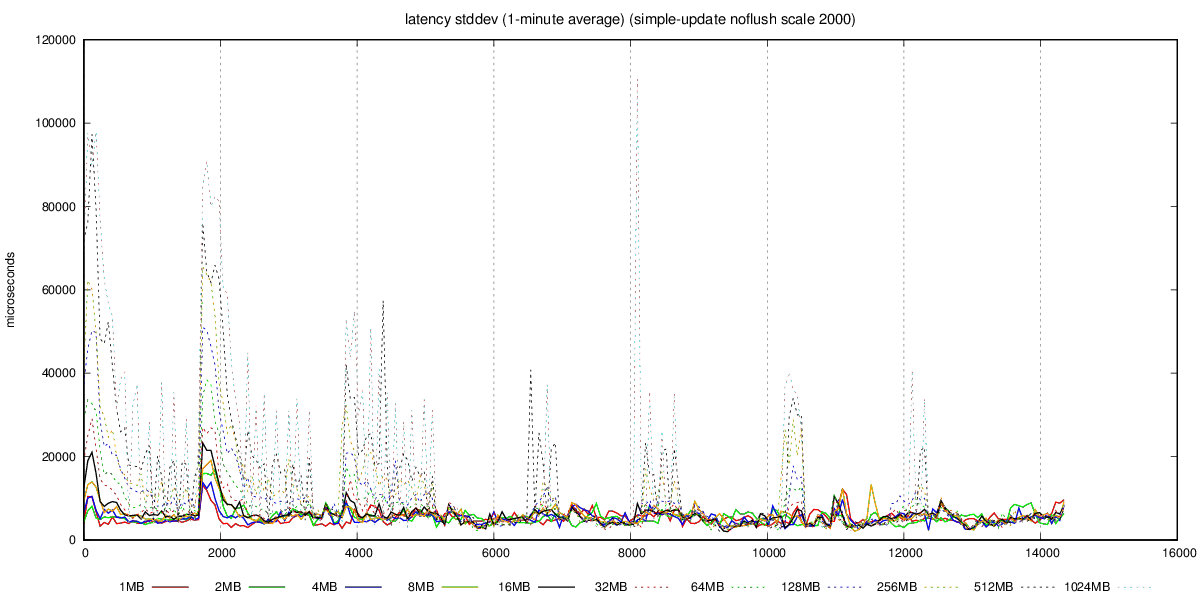 latency stddev (1-minute average) (simple-update noflush scale 2000)
120000
100000
80000
60000
40000
20000
0
microseconds
0 2000 4000 6000 8000 10000 12000 14000 16000
1MB 2MB 4MB 8MB 16MB 32MB 64MB 128MB 256MB 512MB 1024MB